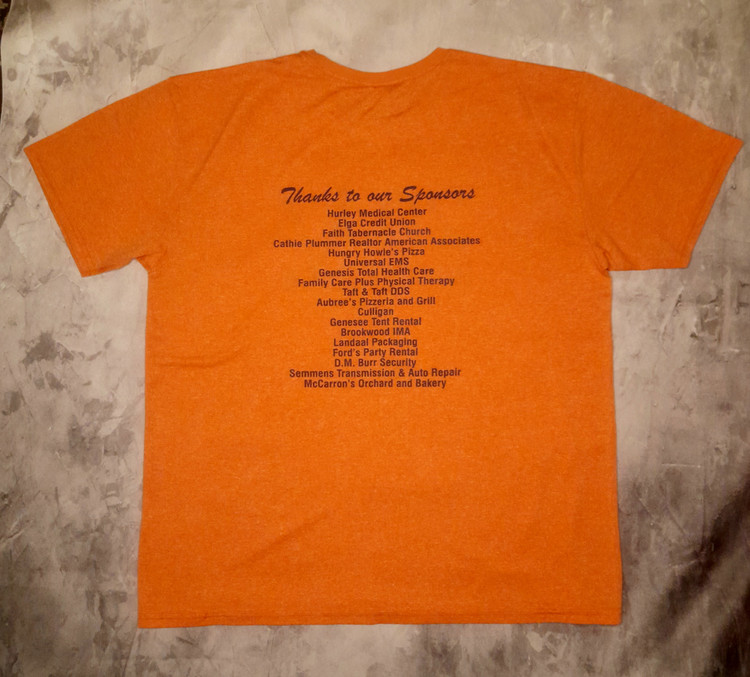 Thanks to our Sponsors
Hurley Medical Center
Elga Credit Union
Faith Tabernacle Church
Cathie Plummer Realtor American Associates
Hungry Howie's Pizza
Universal EMS
Genesis Total Health Care
Family Care Plus Physical Therapy
Taft & Taft DDS
Aubree's Pizzeria and Grill
Culligan
Genesee Tent Rental
Brookwood IMA
Landaal Packaging
Ford's Party Rental
D.M. Burr Security
Semmens Transmission & Auto Repair
McCarron's Orchard and Bakery